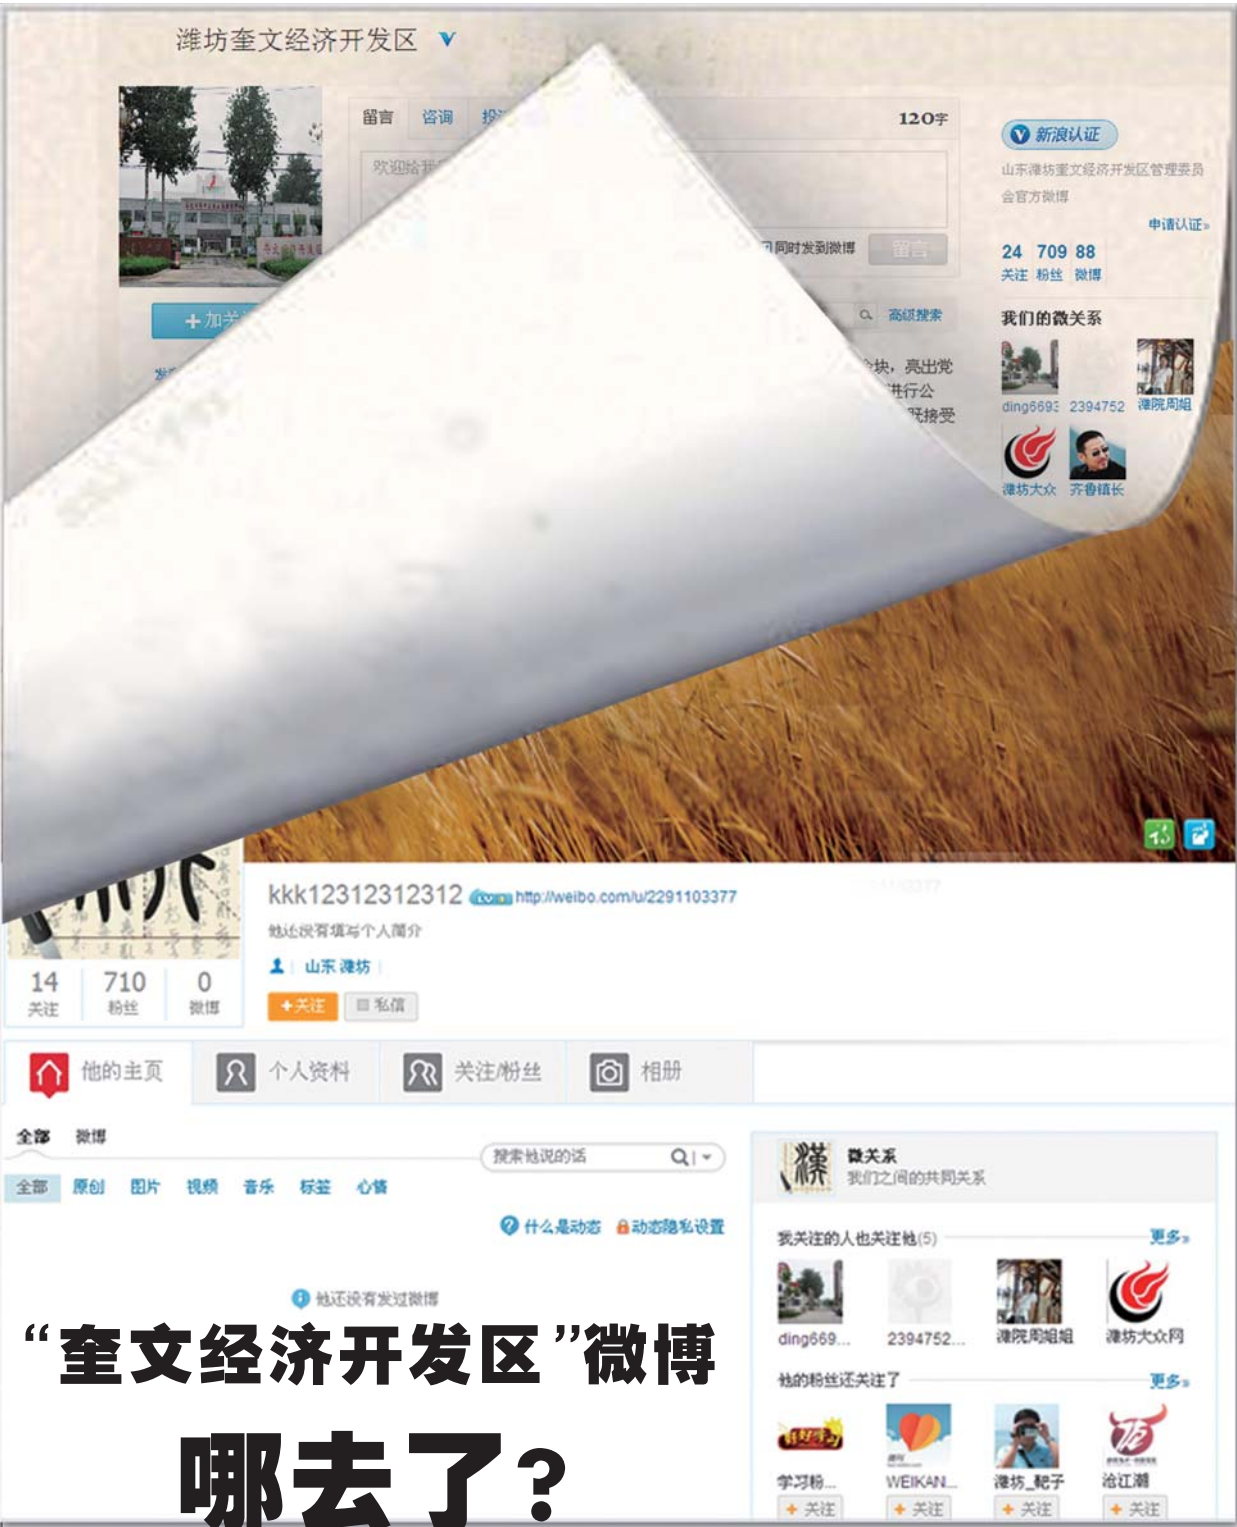 潍坊奎文经济开发区
留言 咨询
120字
欢迎给我
同时发到微博
留言
+加关
高级搜索
块，亮出党
进行公
既接受
新浪认证
山东潍坊奎文经济开发区管理委员
会官方微博
申请认证»
24 709 88
关注 粉丝 微博
我们的微关系
ding6693 2394752 潍院周姐
潍坊大众 齐鲁镇长
kkk12312312312 http://weibo.com/u/2291103377
他还没有填写个人简介
山东 潍坊
14 710 0
关注 粉丝 微博
+关注 私信
他的主页 个人资料 关注/粉丝 相册
全部 微博
搜索他说的话
全部 原创 图片 视频 音乐 标签 心情
什么是动态 动态隐私设置
他还没有发过微博
微关系
我们之间的共同关系
我关注的人也关注他(5) 更多»
ding669... 2394752... 潍院周姐姐 潍坊大众网
他的粉丝还关注了 更多»
学习粉... WEIKAN... 潍坊_靶子 沧江潮
+ 关注 + 关注 + 关注 + 关注
“奎文经济开发区”微博
哪去了?